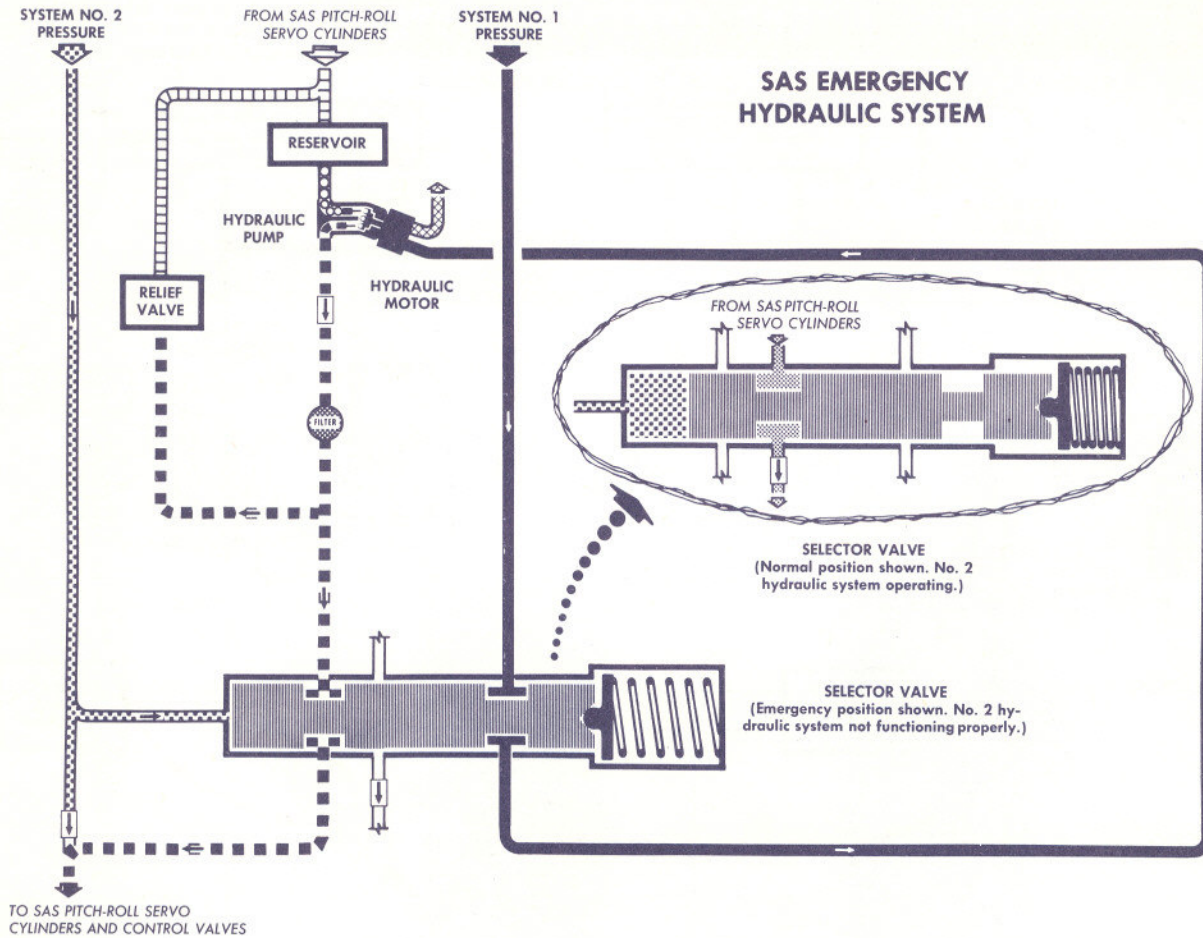 SYSTEM NO. 2
PRESSURE
FROM SAS PITCH-ROLL
SERVO CYLINDERS
SYSTEM NO. 1
PRESSURE
SAS EMERGENCY
HYDRAULIC SYSTEM
RESERVOIR
HYDRAULIC
PUMP
HYDRAULIC
MOTOR
RELIEF
VALVE
FROM SAS PITCH-ROLL
SERVO CYLINDERS
FILTER
SELECTOR VALVE
(Normal position shown. No. 2
hydraulic system operating.)
SELECTOR VALVE
(Emergency position shown. No. 2 hy-
draulic system not functioning properly.)
TO SAS PITCH-ROLL SERVO
CYLINDERS AND CONTROL VALVES